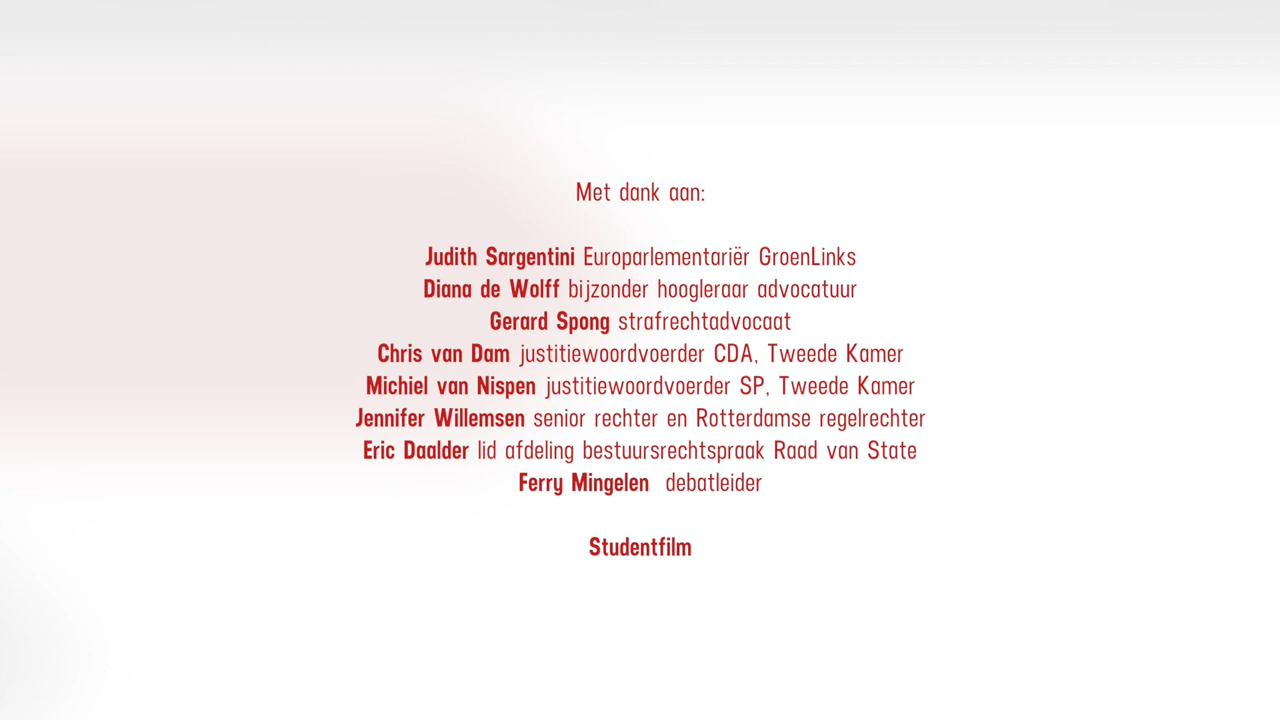 Met dank aan:
Judith Sargentini Europarlementariër GroenLinks
Diana de Wolff bijzonder hoogleraar advocatuur
Gerard Spong strafrechtadvocaat
Chris van Dam justitiewoordvoerder CDA, Tweede Kamer
Michiel van Nispen justitiewoordvoerder SP, Tweede Kamer
Jennifer Willemsen senior rechter en Rotterdamse regelrechter
Eric Daalder lid afdeling bestuursrechtspraak Raad van State
Ferry Mingelen debatleider
Studentfilm